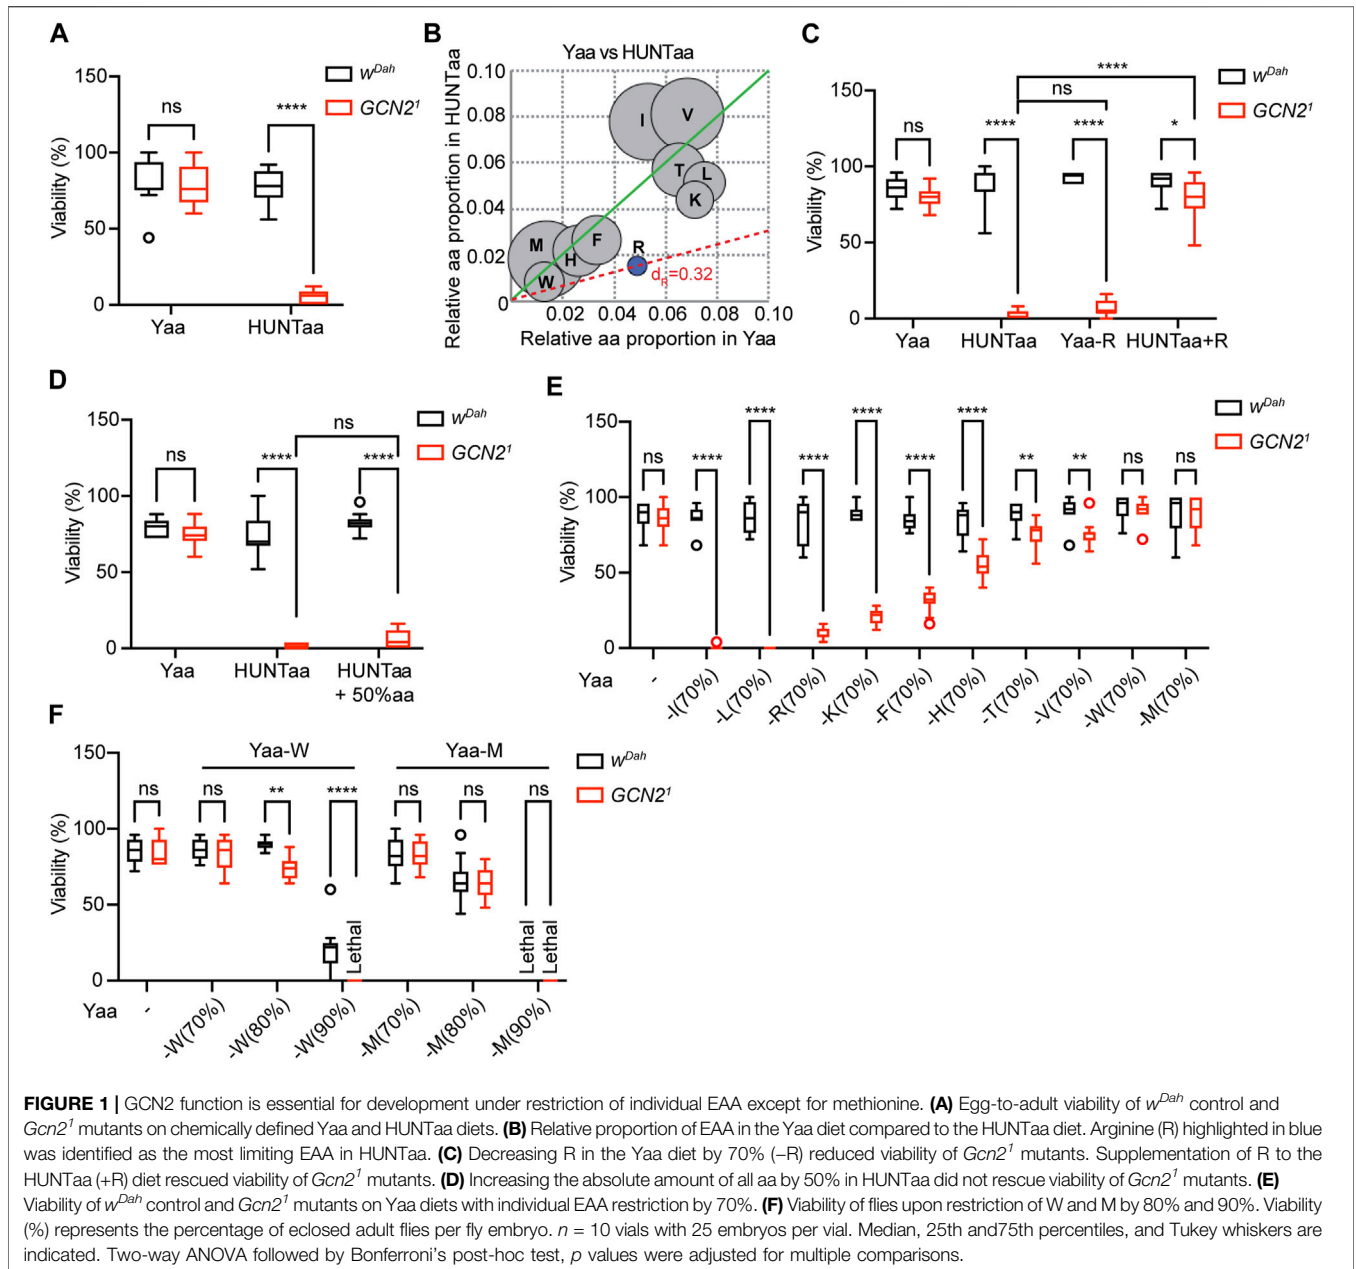 A
150
100
50
0
Viability (%)
ns
****
wDah
GCN21
Yaa
HUNTaa
B
Yaa vs HUNTaa
Relative aa proportion in HUNTaa
0.10
0.08
0.06
0.04
0.02
0
I
V
T
L
K
M
F
H
W
R
dR=0.32
0.02
0.04
0.06
0.08
0.10
Relative aa proportion in Yaa
C
150
100
50
0
Viability (%)
****
ns
ns
****
****
*
wDah
GCN21
Yaa
HUNTaa
Yaa-R
HUNTaa+R
D
150
100
50
0
Viability (%)
ns
ns
****
****
wDah
GCN21
Yaa
HUNTaa
HUNTaa
+ 50%aa
E
150
100
50
0
Viability (%)
ns
****
****
****
****
****
****
**
**
ns
ns
wDah
GCN21
Yaa
-
-I(70%)
-L(70%)
-R(70%)
-K(70%)
-F(70%)
-H(70%)
-T(70%)
-V(70%)
-W(70%)
-M(70%)
F
150
100
50
0
Viability (%)
Yaa-W
Yaa-M
ns
ns
**
****
ns
ns
ns
Lethal
Lethal
Lethal
wDah
GCN21
Yaa
-
-W(70%)
-W(80%)
-W(90%)
-M(70%)
-M(80%)
-M(90%)
FIGURE 1 | GCN2 function is essential for development under restriction of individual EAA except for methionine. (A) Egg-to-adult viability of wDah control and
Gcn21 mutants on chemically defined Yaa and HUNTaa diets. (B) Relative proportion of EAA in the Yaa diet compared to the HUNTaa diet. Arginine (R) highlighted in blue
was identified as the most limiting EAA in HUNTaa. (C) Decreasing R in the Yaa diet by 70% (−R) reduced viability of Gcn21 mutants. Supplementation of R to the
HUNTaa (+R) diet rescued viability of Gcn21 mutants. (D) Increasing the absolute amount of all aa by 50% in HUNTaa did not rescue viability of Gcn21 mutants. (E)
Viability of wDah control and Gcn21 mutants on Yaa diets with individual EAA restriction by 70%. (F) Viability of flies upon restriction of W and M by 80% and 90%. Viability
(%) represents the percentage of eclosed adult flies per fly embryo. n = 10 vials with 25 embryos per vial. Median, 25th and75th percentiles, and Tukey whiskers are
indicated. Two-way ANOVA followed by Bonferroni's post-hoc test, p values were adjusted for multiple comparisons.